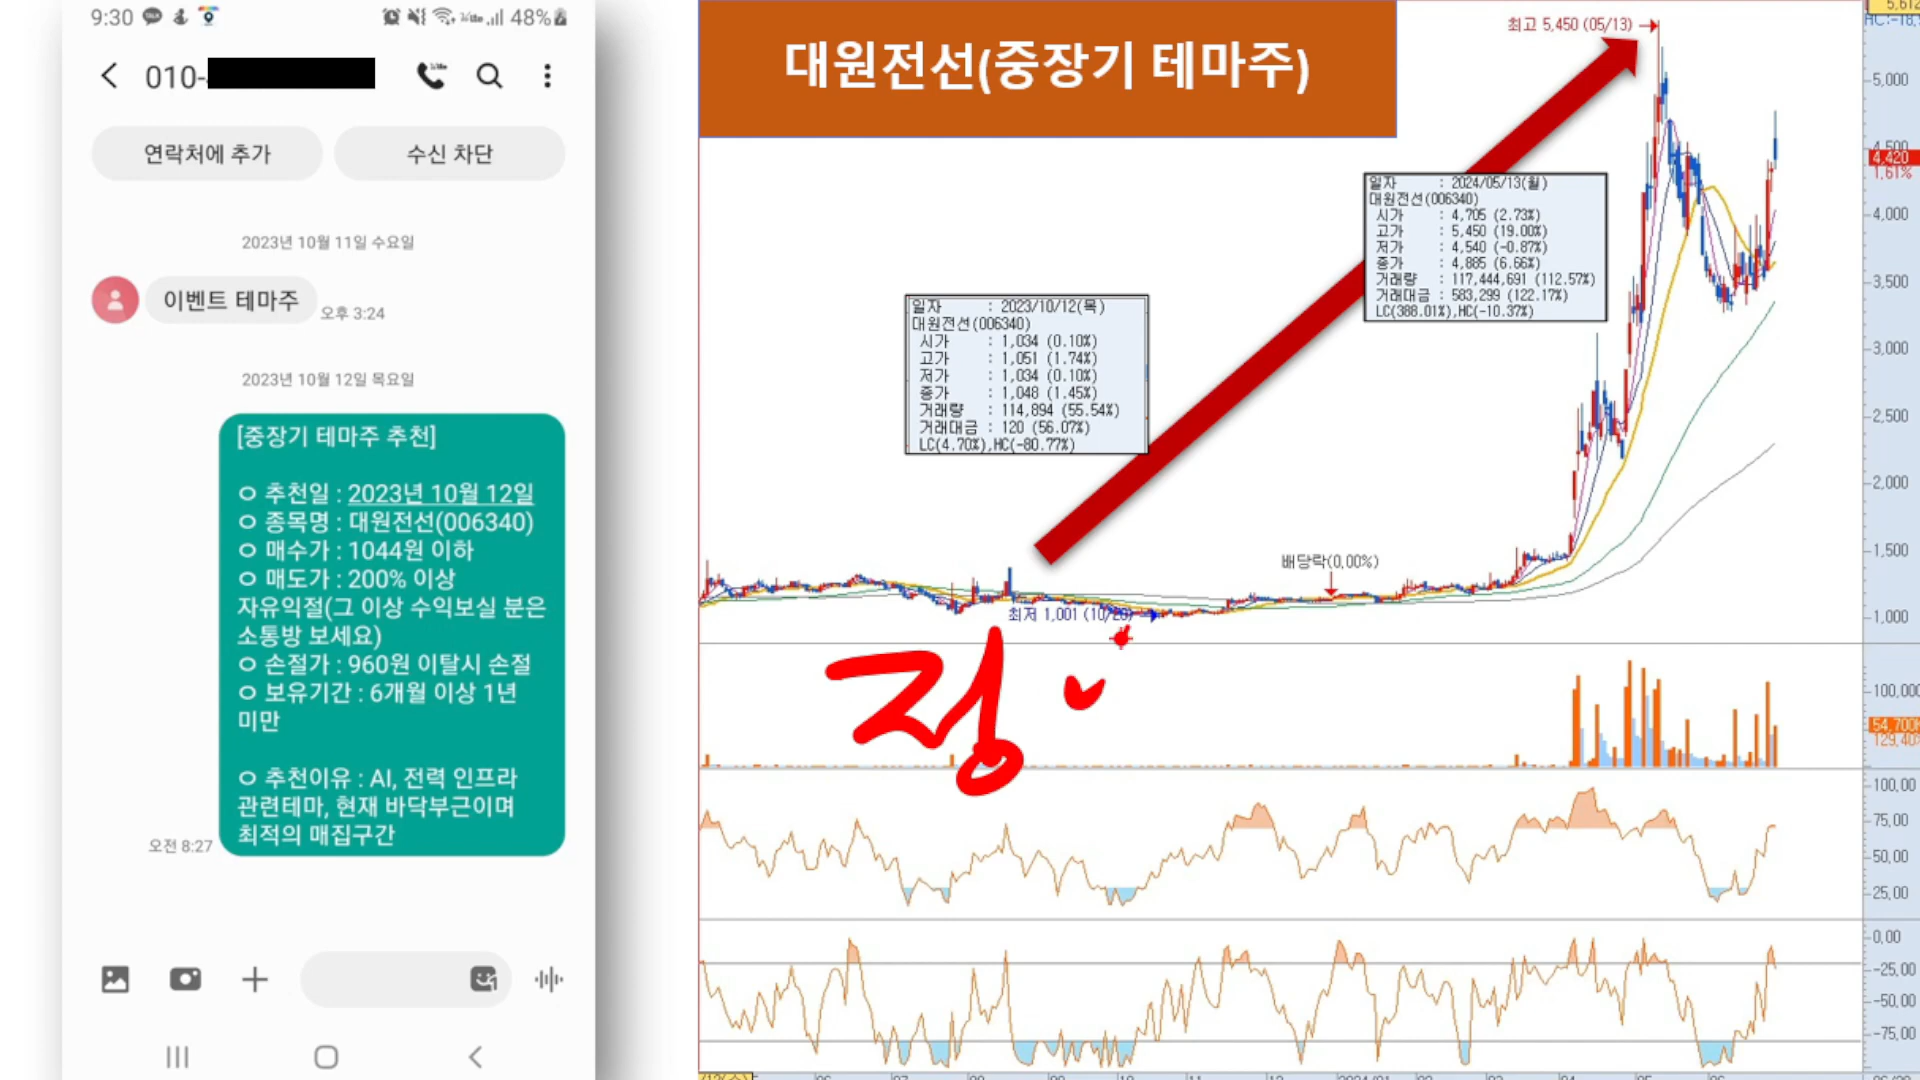 9:30
48%
010-
연락처에 추가
수신 차단
2023년 10월 11일 수요일
이벤트 테마주
오후 3:24
2023년 10월 12일 목요일
[중장기 테마주 추천]
ㅇ 추천일 : 2023년 10월 12일
ㅇ 종목명 : 대원전선(006340)
ㅇ 매수가 : 1044원 이하
ㅇ 매도가 : 200% 이상
자유익절(그 이상 수익보실 분은
소통방 보세요)
ㅇ 손절가 : 960원 이탈시 손절
ㅇ 보유기간 : 6개월 이상 1년
미만
ㅇ 추천이유 : AI, 전력 인프라
관련테마, 현재 바닥부근이며
최적의 매집구간
오전 8:27
대원전선(중장기 테마주)
최고 5,450 (05/13)
일자 : 2024/05/13(월)
대원전선(006340)
시가 : 4,705 (2.73%)
고가 : 5,450 (19.00%)
저가 : 4,540 (-0.87%)
종가 : 4,885 (6.66%)
거래량 : 117,444,691 (112.57%)
거래대금 : 583,299 (122.17%)
LC(388.01%),HC(-10.37%)
일자 : 2023/10/12(목)
대원전선(006340)
시가 : 1,034 (0.10%)
고가 : 1,051 (1.74%)
저가 : 1,034 (0.10%)
종가 : 1,048 (1.45%)
거래량 : 114,894 (55.54%)
거래대금 : 120 (56.07%)
LC(4.70%),HC(-80.77%)
배당락(0,00%)
최저 1,001 (10/26)
정
5,000
4,420
1.61%
4,000
3,500
3,000
2,500
2,000
1,500
1,000
100,000
100,00
75,00
50,00
25,00
0,00
-25,00
-50,00
-75,00